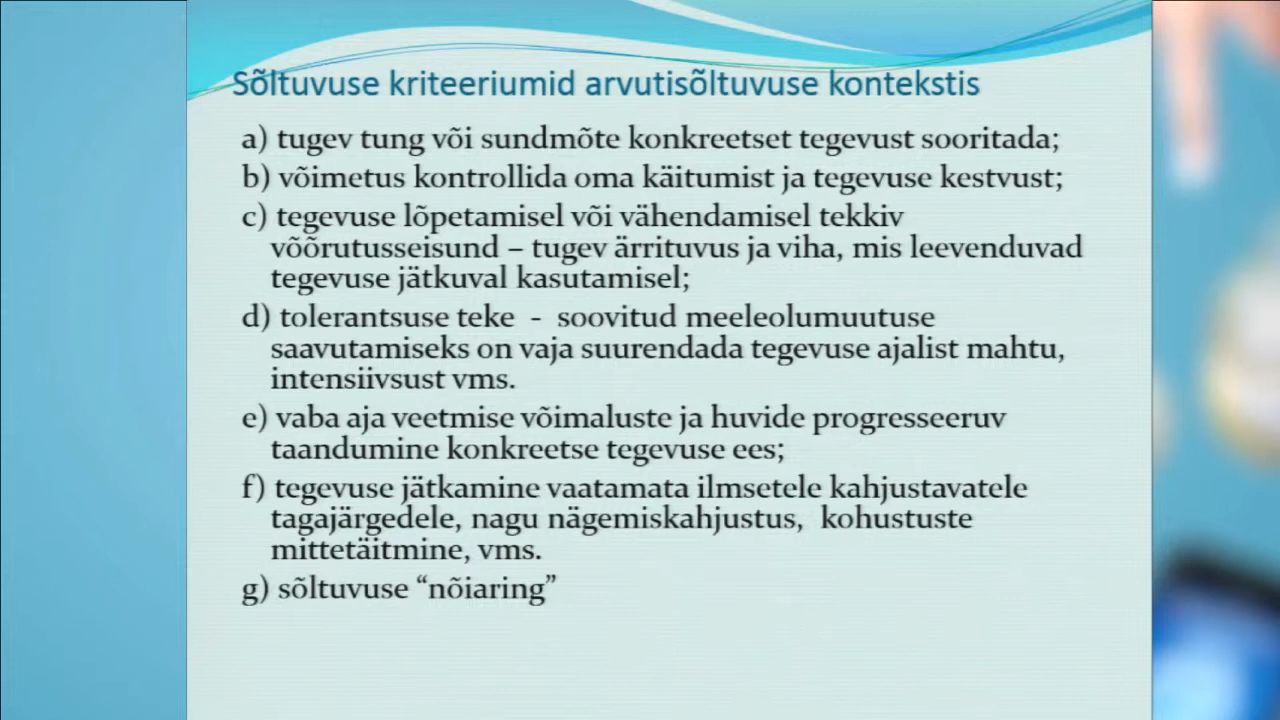 Sõltuvuse kriteeriumid arvutisõltuvuse kontekstis
a) tugev tung või sundmõte konkreetset tegevust sooritada;
b) võimetus kontrollida oma käitumist ja tegevuse kestvust;
c) tegevuse lõpetamisel või vähendamisel tekkiv
võõrutusseisund – tugev ärrituvus ja viha, mis leevenduvad
tegevuse jätkuval kasutamisel;
d) tolerantsuse teke - soovitud meeleolumuutuse
saavutamiseks on vaja suurendada tegevuse ajalist mahtu,
intensiivsust vms.
e) vaba aja veetmise võimaluste ja huvide progresseeruv
taandumine konkreetse tegevuse ees;
f) tegevuse jätkamine vaatamata ilmsetele kahjustavatele
tagajärgedele, nagu nägemiskahjustus, kohustuste
mittetäitmine, vms.
g) sõltuvuse “nõiaring”